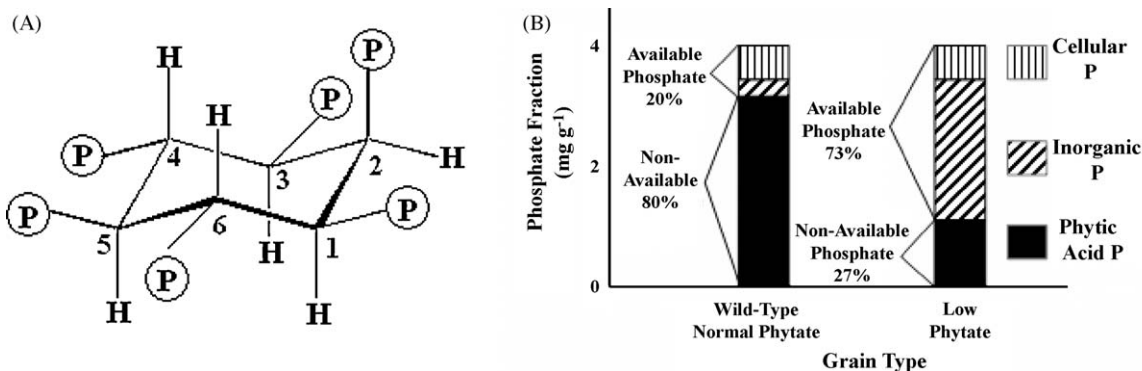 (A)
H
P
H
P
P
4
3
2
H
P
6
P
5
1
P
H
H
H
(B)
Phosphate Fraction
(mg g-1)
4
2
0
Available
Phosphate
20%
Non-
Available
80%
Available
Phosphate
73%
Non-Available
Phosphate
27%
Cellular
P
Inorganic
P
Phytic
Acid P
Wild-Type
Normal Phytate
Low
Phytate
Grain Type